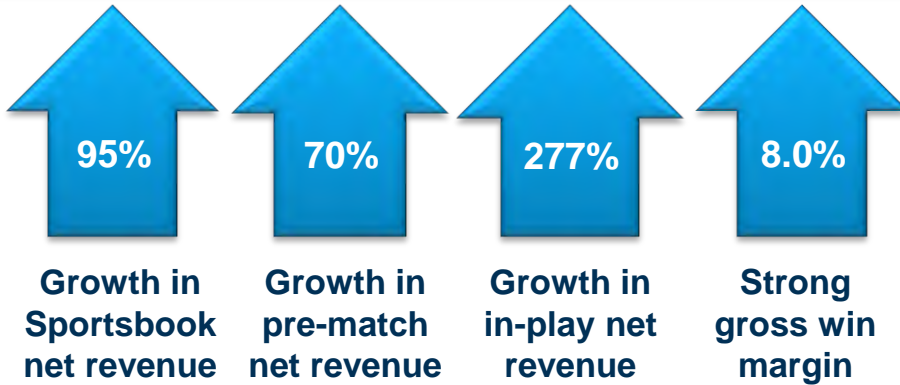 95%
70%
277%
8.0%
Growth in
Sportsbook
net revenue
Growth in
pre-match
net revenue
Growth in
in-play net
revenue
Strong
gross win
margin